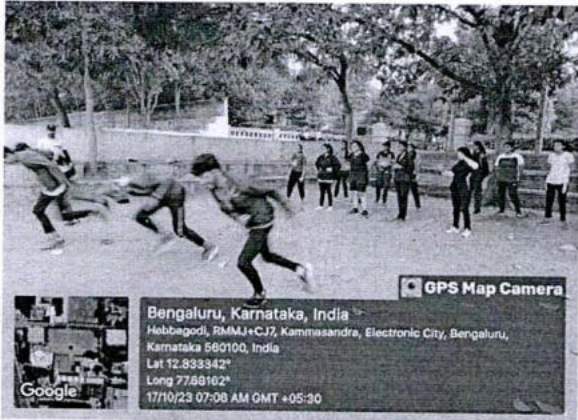 GPS Map Camera
Bengaluru, Karnataka, India
Hebbagodi, RMMJ+CJ7, Kammasandra, Electronic City, Bengaluru,
Karnataka 560100, India
Lat 12.833342°
Long 77.68162°
17/10/23 07:06 AM GMT +05:30
Google